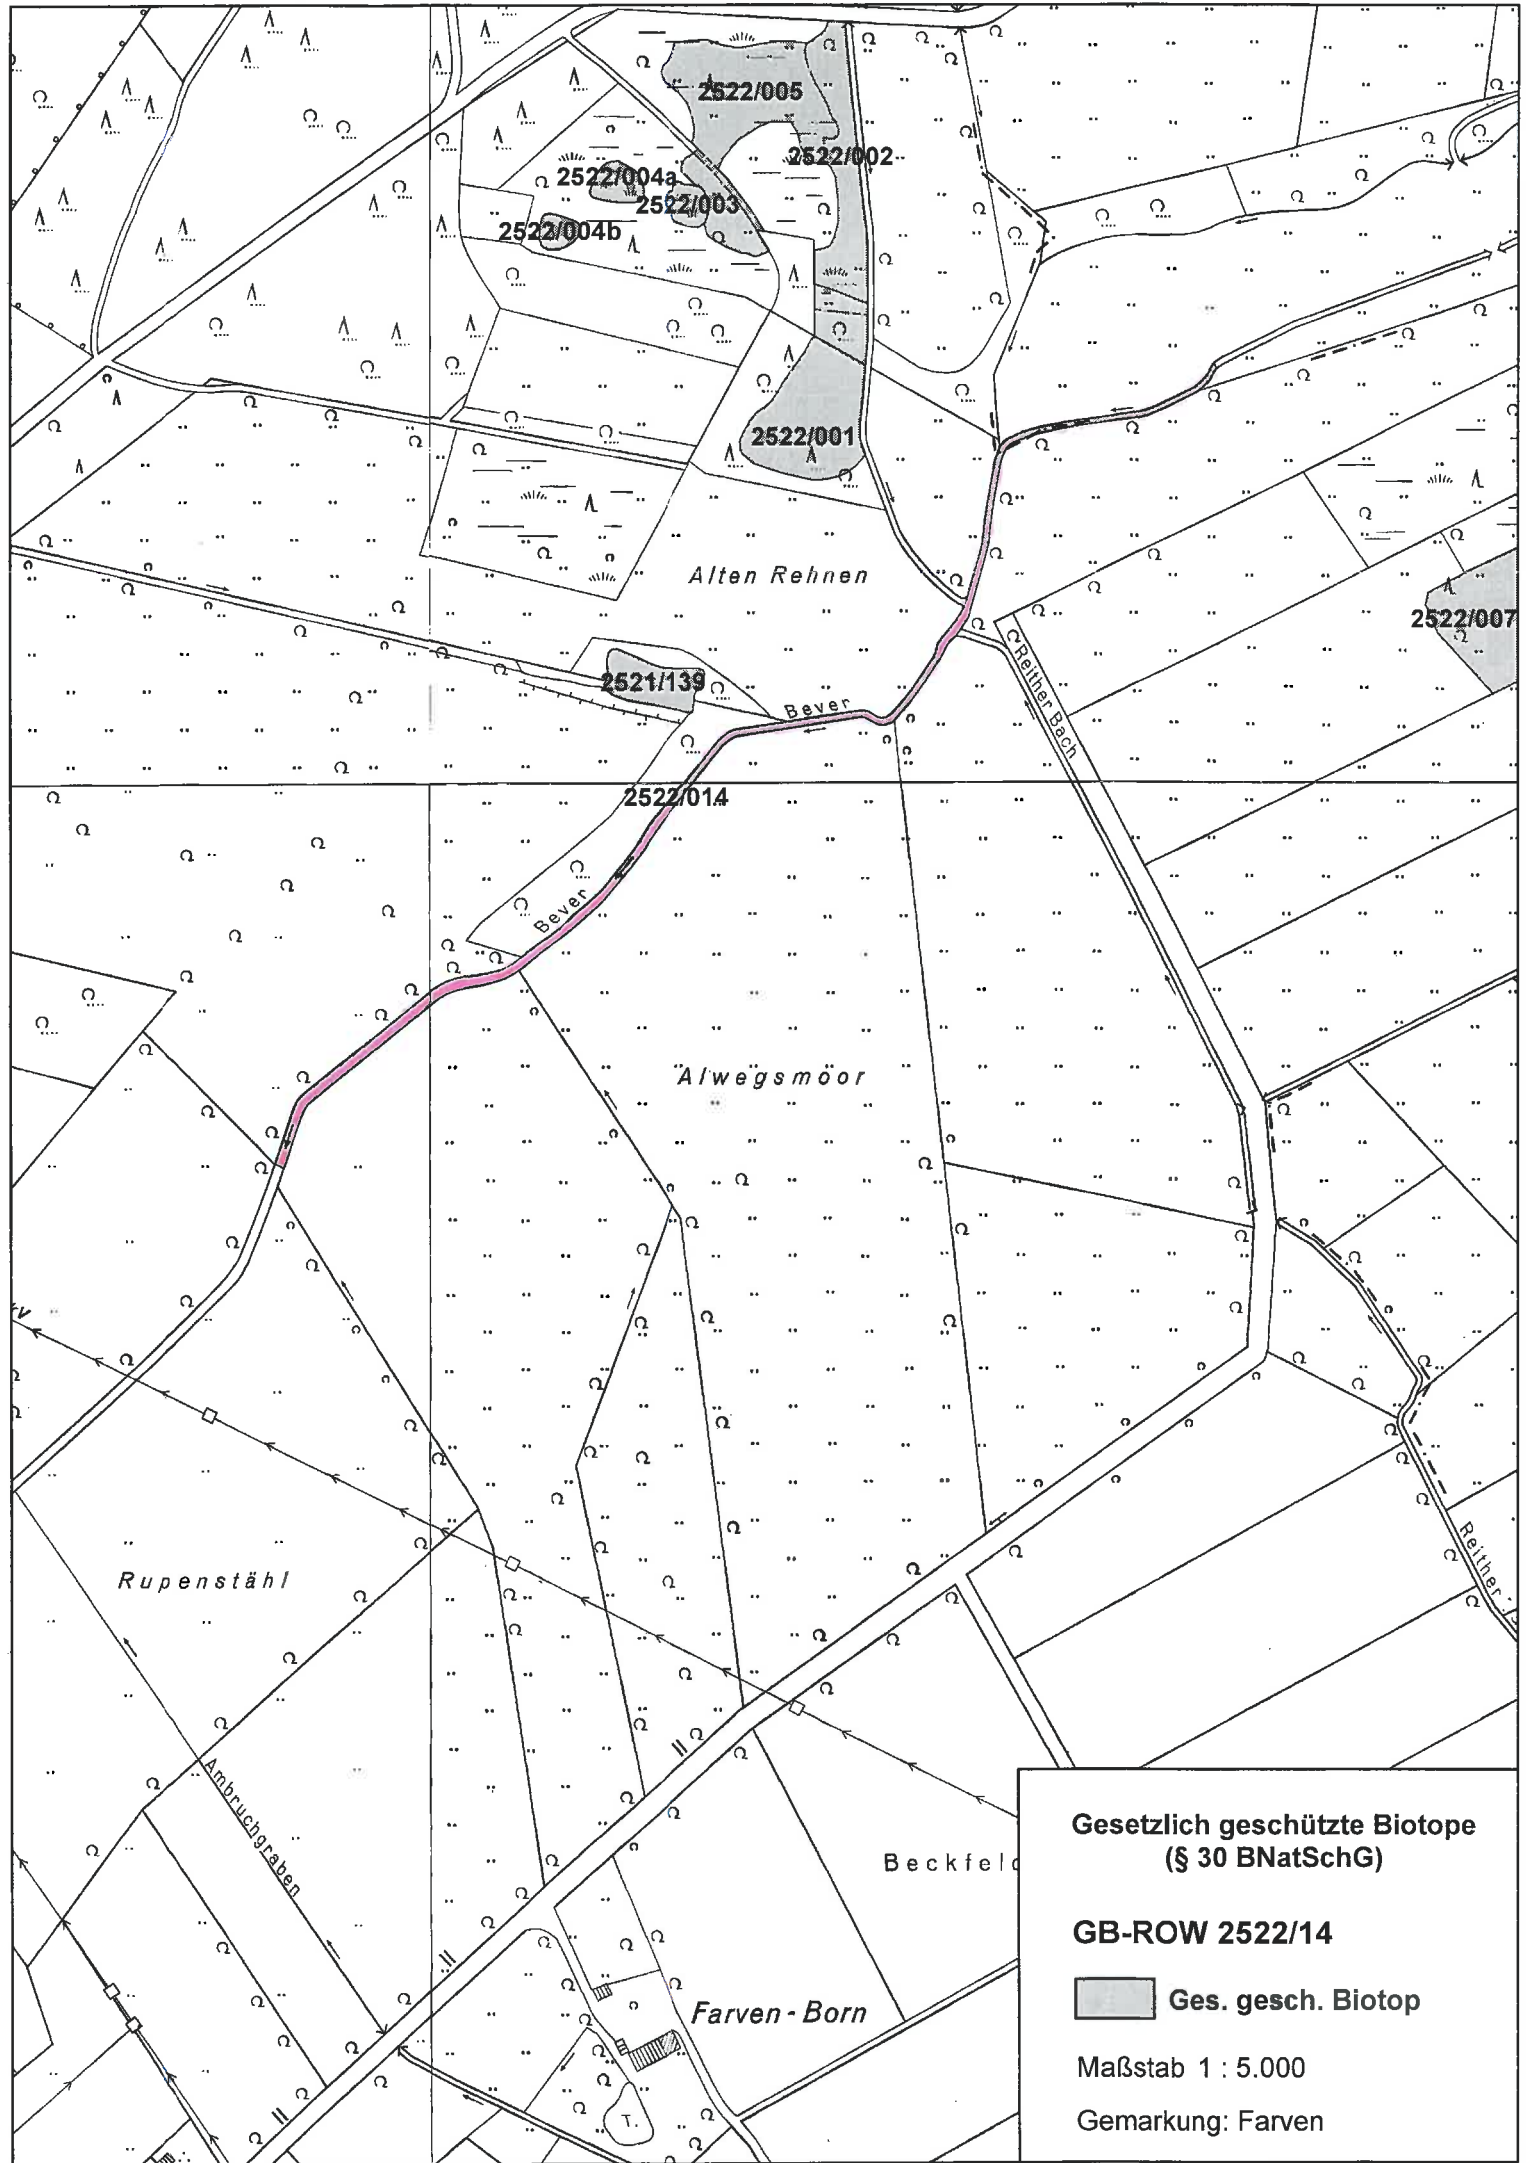 2522/005
2522/002
2522/004a
2522/003
2522/004b
2522/001
Alten Rehnen
2522/007
2521/139
Reither Bach
Bever
2522/014
Bever
Alwegsmoor
Rupenstähl
Reither
Ambruchgraben
Beckfeld
Farven-Born
T.
Gesetzlich geschützte Biotope
(§ 30 BNatSchG)
GB-ROW 2522/14
Ges. gesch. Biotop
Maßstab 1 : 5.000
Gemarkung: Farven